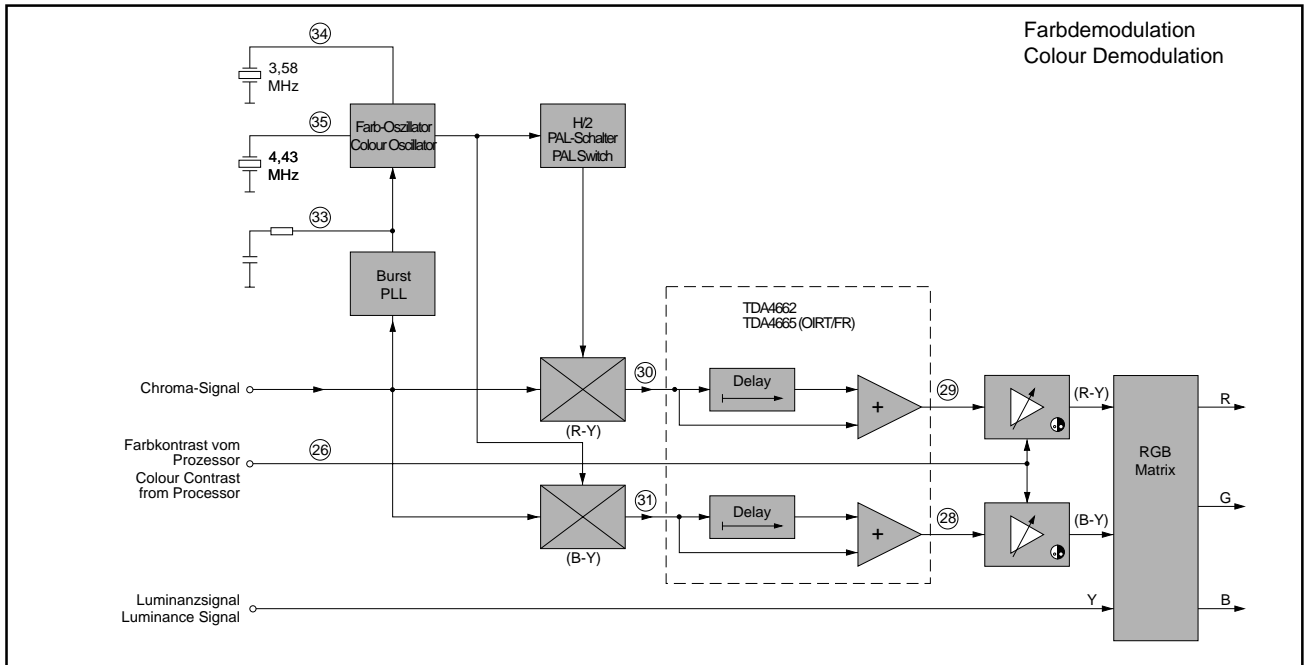 Farbdemodulation
Colour Demodulation
34
3,58
MHz
35
4,43
MHz
Farb-Oszillator
Colour Oscillator
H/2
PAL-Schalter
PAL Switch
33
Burst
PLL
TDA4662
TDA4665 (OIRT/FR)
Chroma-Signal
(R-Y)
30
Delay
+
29
(R-Y)
R
Farbkontrast vom
Prozessor
Colour Contrast
from Processor
26
RGB
Matrix
G
(B-Y)
31
Delay
+
28
(B-Y)
Luminanzsignal
Luminance Signal
Y
B